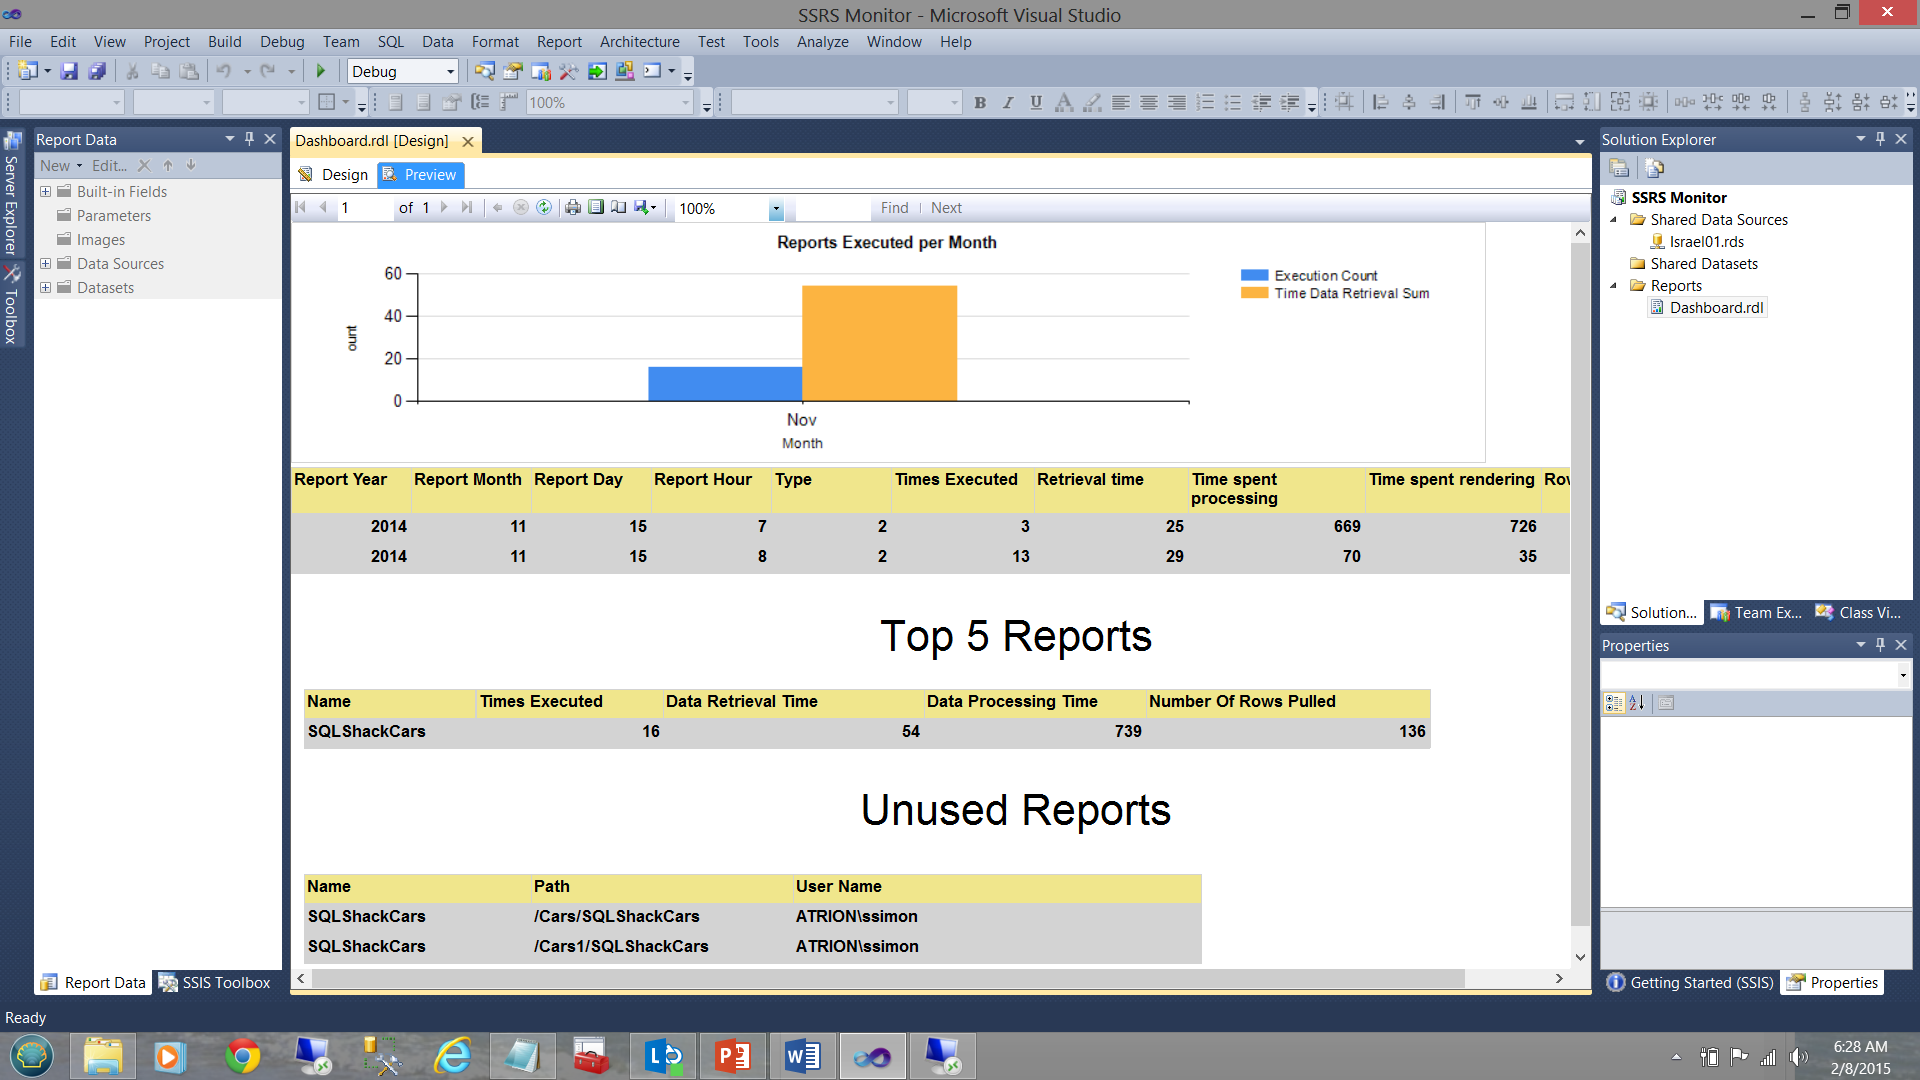 SSRS Monitor - Microsoft Visual Studio
File Edit View Project Build Debug Team SQL Data Format Report Architecture Test Tools Analyze Window Help
Debug
100%
B I U A
Server Explorer
Toolbox
Report Data
New Edit...
Built-in Fields
Parameters
Images
Data Sources
Datasets
Report Data SSIS Toolbox
Dashboard.rdl [Design]
Design Preview
1 of 1 100% Find Next
Reports Executed per Month
60
40
20
0
ount
Nov
Month
Execution Count
Time Data Retrieval Sum
Report Year Report Month Report Day Report Hour Type Times Executed Retrieval time Time spent processing Time spent rendering Rov
2014 11 15 7 2 3 25 669 726
2014 11 15 8 2 13 29 70 35
Top 5 Reports
Name Times Executed Data Retrieval Time Data Processing Time Number Of Rows Pulled
SQLShackCars 16 54 739 136
Unused Reports
Name Path User Name
SQLShackCars /Cars/SQLShackCars ATRION\ssimon
SQLShackCars /Cars1/SQLShackCars ATRION\ssimon
Solution Explorer
SSRS Monitor
Shared Data Sources
Israel01.rds
Shared Datasets
Reports
Dashboard.rdl
Solution... Team Ex... Class Vi...
Properties
Getting Started (SSIS) Properties
Ready
6:28 AM
2/8/2015